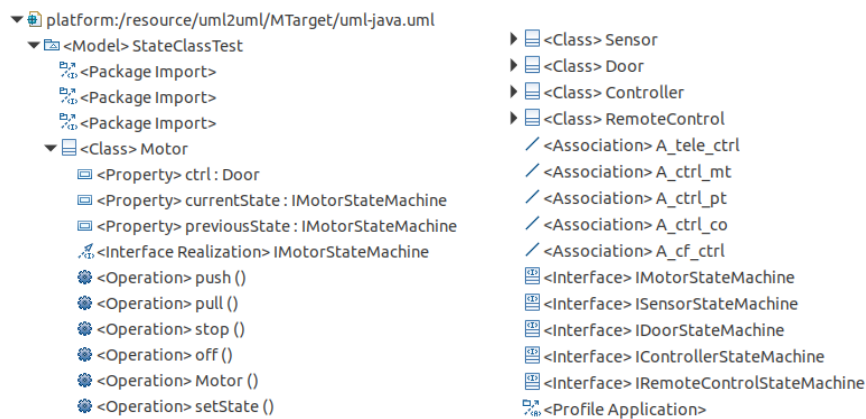 platform:/resource/uml2uml/MTarget/uml-java.uml
<Model> StateClassTest
<Package Import>
<Package Import>
<Package Import>
<Class> Motor
<Property> ctrl : Door
<Property> currentState : IMotorStateMachine
<Property> previousState : IMotorStateMachine
<Interface Realization> IMotorStateMachine
<Operation> push ()
<Operation> pull ()
<Operation> stop ()
<Operation> off ()
<Operation> Motor ()
<Operation> setState ()
<Class> Sensor
<Class> Door
<Class> Controller
<Class> RemoteControl
<Association> A_tele_ctrl
<Association> A_ctrl_mt
<Association> A_ctrl_pt
<Association> A_ctrl_co
<Association> A_cf_ctrl
<Interface> IMotorStateMachine
<Interface> ISensorStateMachine
<Interface> IDoorStateMachine
<Interface> IControllerStateMachine
<Interface> IRemoteControlStateMachine
<Profile Application>